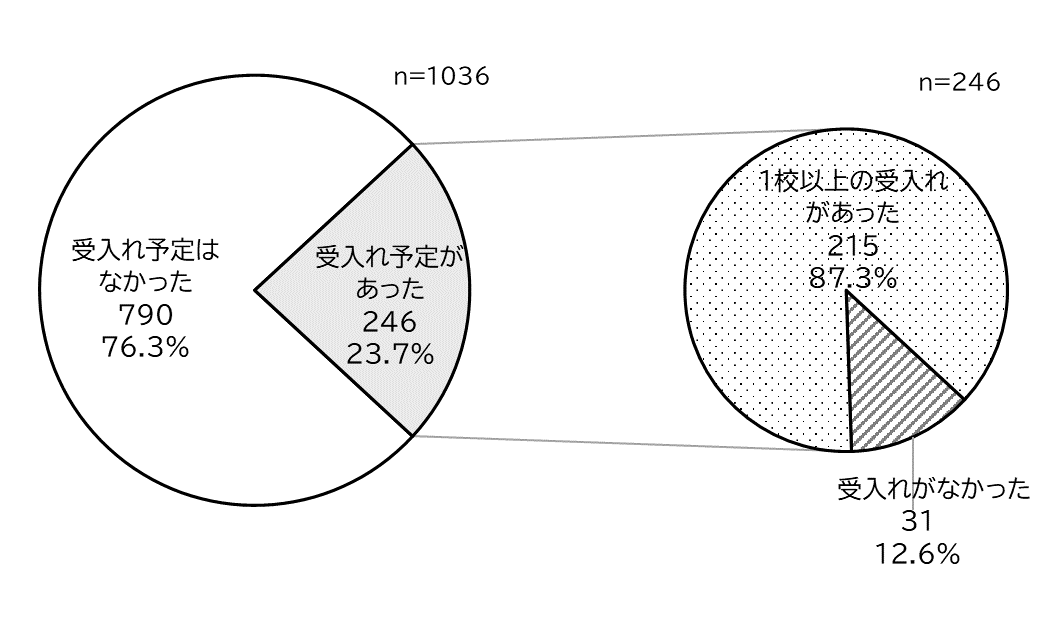 n=1036
n=246
受入れ予定は
なかった
790
76.3%
受入れ予定が
あった
246
23.7%
1校以上の受入れ
があった
215
87.3%
受入れがなかった
31
12.6%